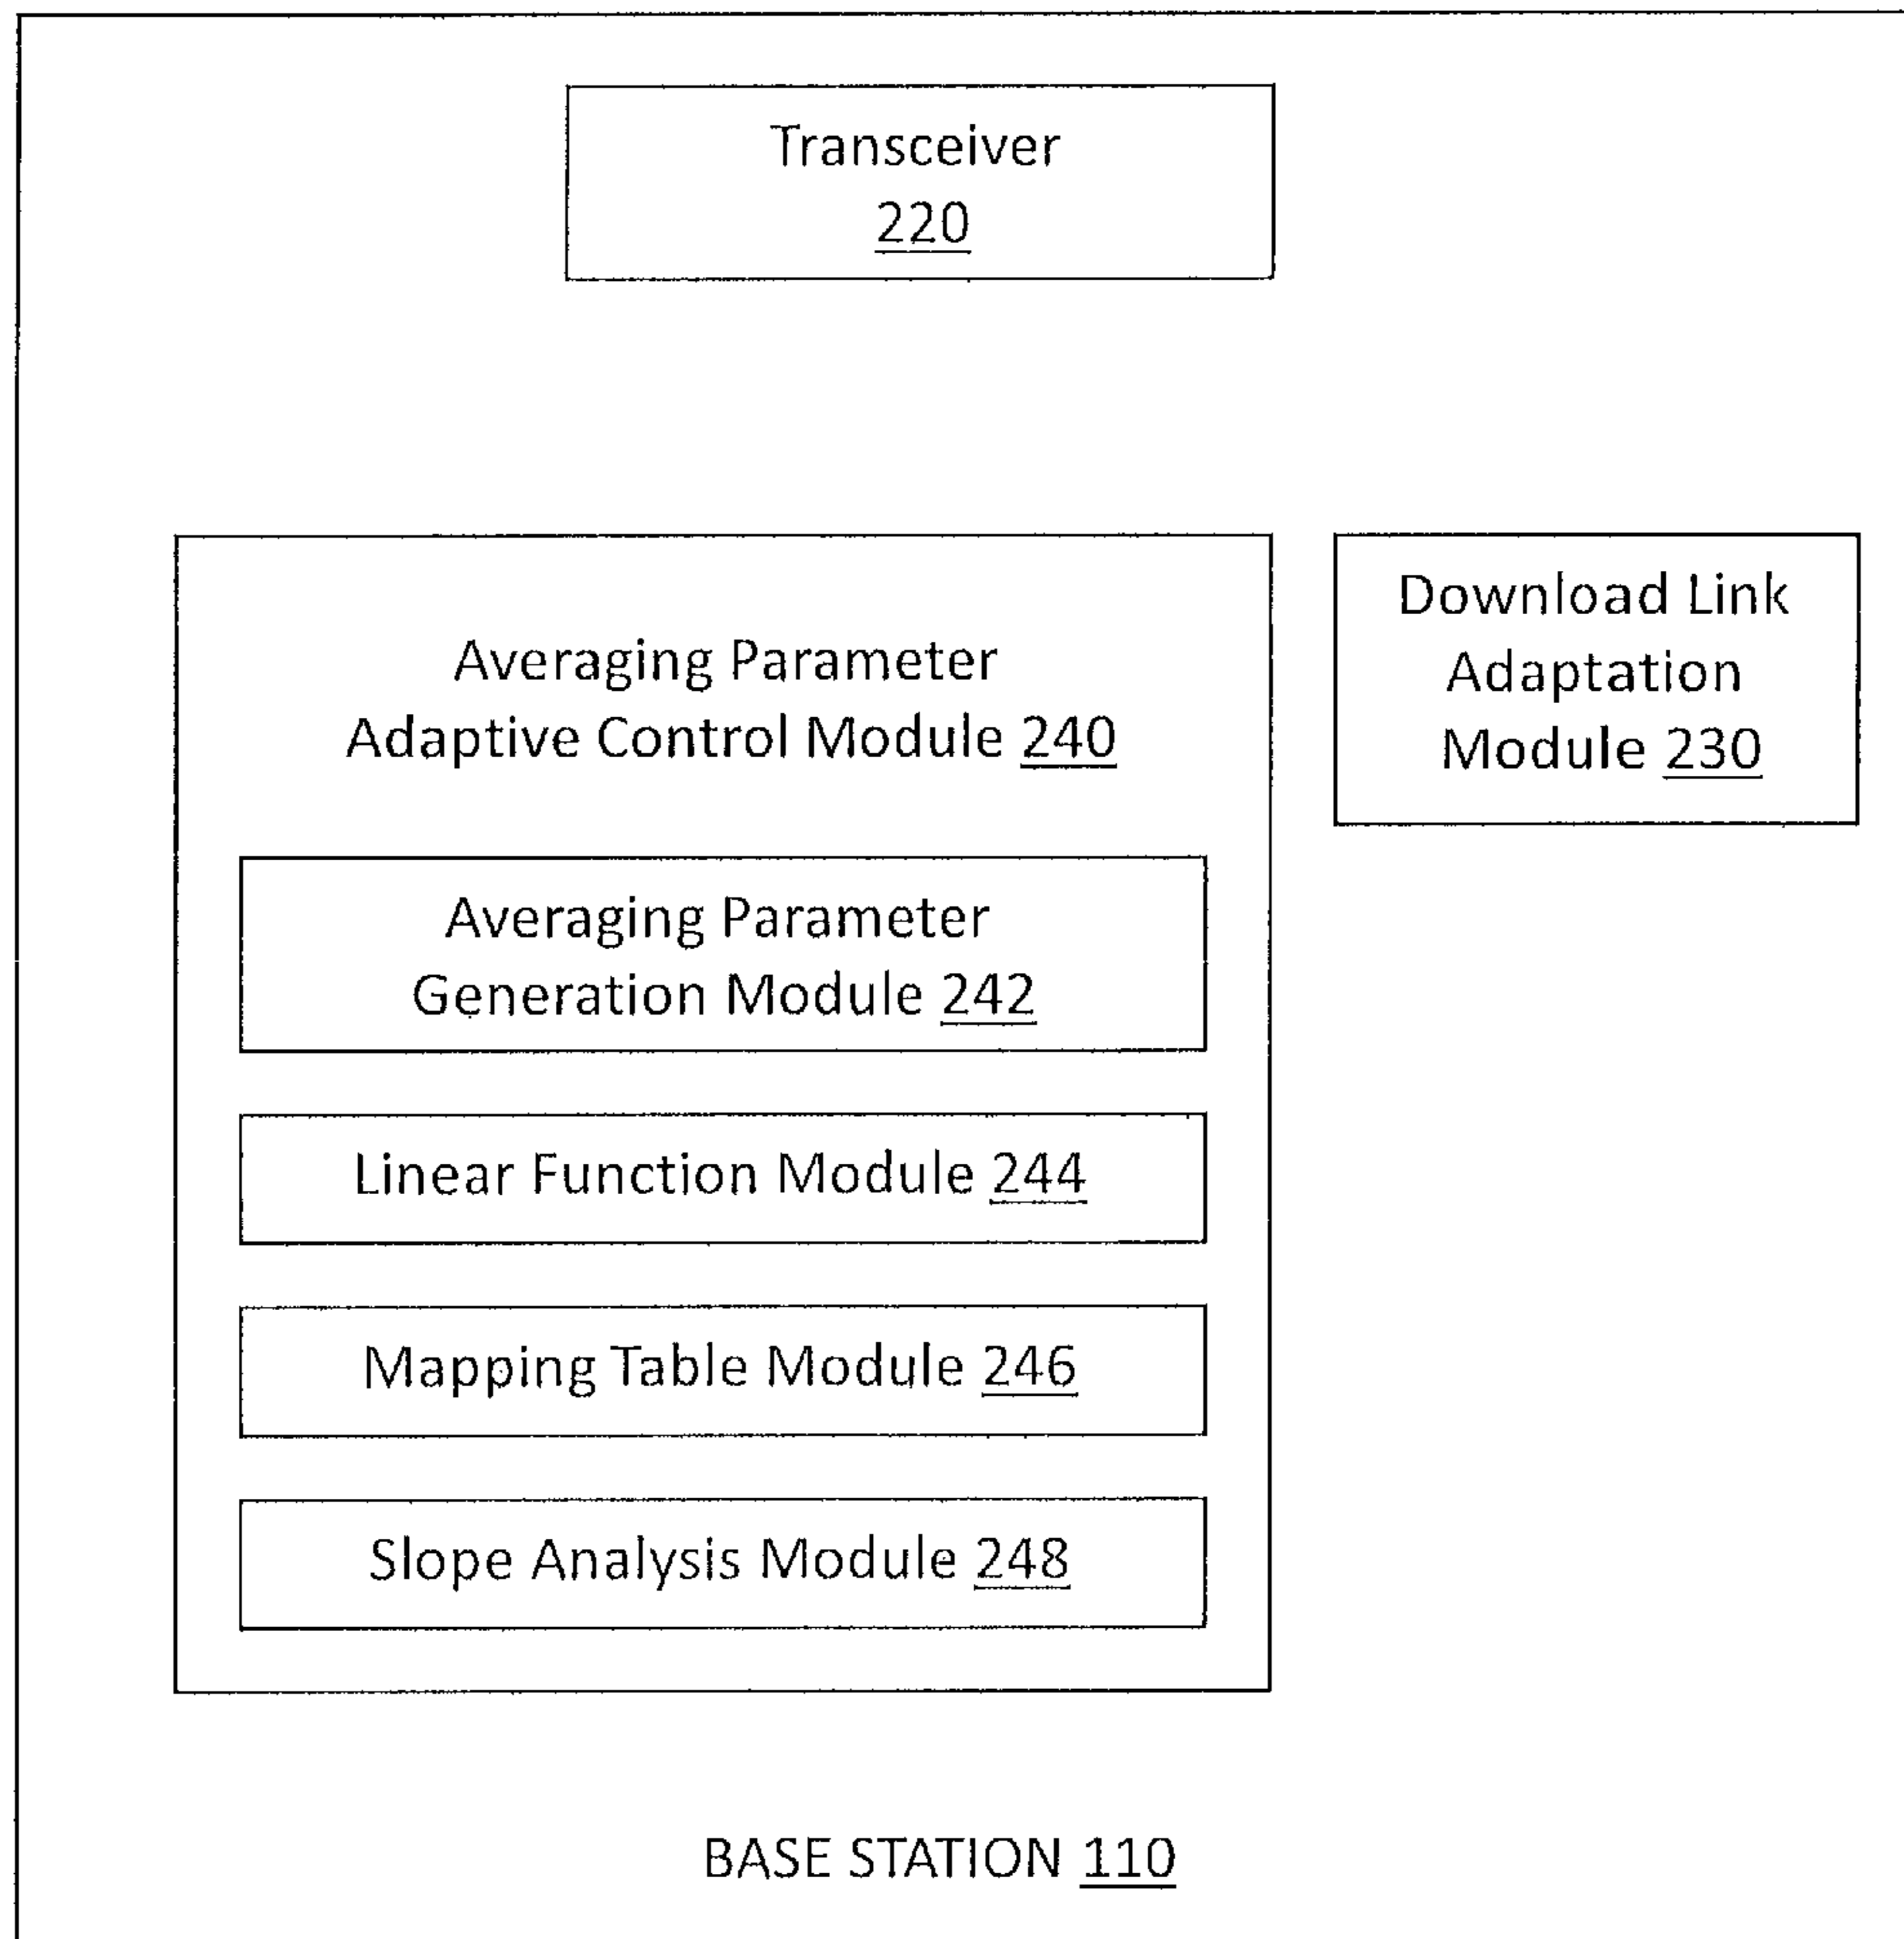 Transceiver
220
Averaging Parameter
Adaptive Control Module 240
Download Link
Adaptation
Module 230
Averaging Parameter
Generation Module 242
Linear Function Module 244
Mapping Table Module 246
Slope Analysis Module 248
BASE STATION 110